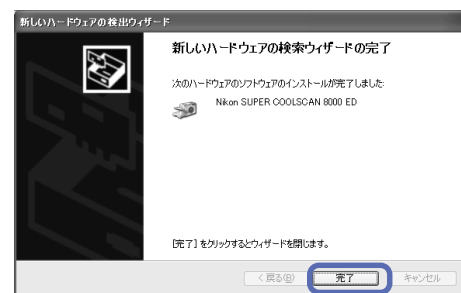 新しいハードウェアの検出ウィザード
新しいハードウェアの検索ウィザードの完了
次のハードウェアのソフトウェアのインストールが完了しました:
Nikon SUPER COOLSCAN 8000 ED
[完了] をクリックするとウィザードを閉じます。
< 戻る(B) 完了 キャンセル